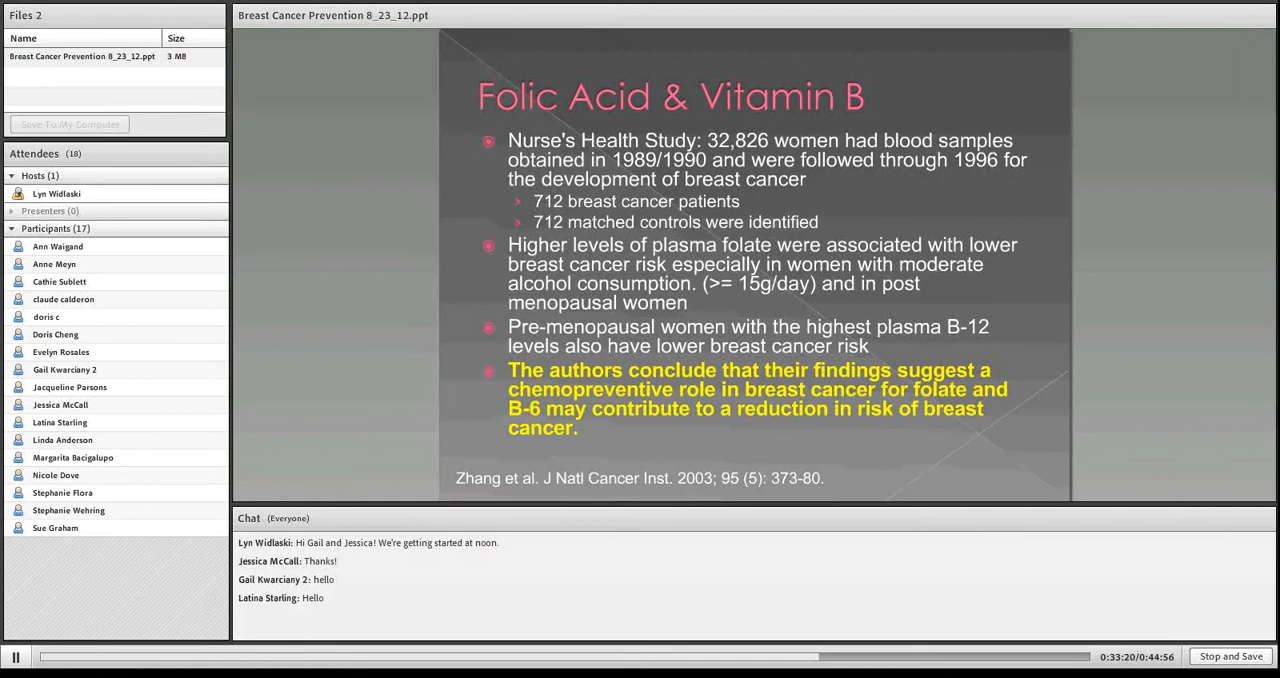 Files 2
Name Size
Breast Cancer Prevention 8_23_12.ppt 3 MB
Save To My Computer
Attendees (18)
Hosts (1)
Lyn Widlaski
Presenters (0)
Participants (17)
Ann Waigand
Anne Meyn
Cathie Sublett
claude calderon
doris c
Doris Cheng
Evelyn Rosales
Gail Kwarciany 2
Jacqueline Parsons
Jessica McCall
Latina Starling
Linda Anderson
Margarita Bacigalupo
Nicole Dove
Stephanie Flora
Stephanie Wehring
Sue Graham
Breast Cancer Prevention 8_23_12.ppt
Folic Acid & Vitamin B
Nurse's Health Study: 32,826 women had blood samples
obtained in 1989/1990 and were followed through 1996 for
the development of breast cancer
712 breast cancer patients
712 matched controls were identified
Higher levels of plasma folate were associated with lower
breast cancer risk especially in women with moderate
alcohol consumption. (>= 15g/day) and in post
menopausal women
Pre-menopausal women with the highest plasma B-12
levels also have lower breast cancer risk
The authors conclude that their findings suggest a
chemopreventive role in breast cancer for folate and
B-6 may contribute to a reduction in risk of breast
cancer.
Zhang et al. J Natl Cancer Inst. 2003; 95 (5): 373-80.
Chat (Everyone)
Lyn Widlaski: Hi Gail and Jessica! We're getting started at noon.
Jessica McCall: Thanks!
Gail Kwarciany 2: hello
Latina Starling: Hello
0:33:20/0:44:56
Stop and Save